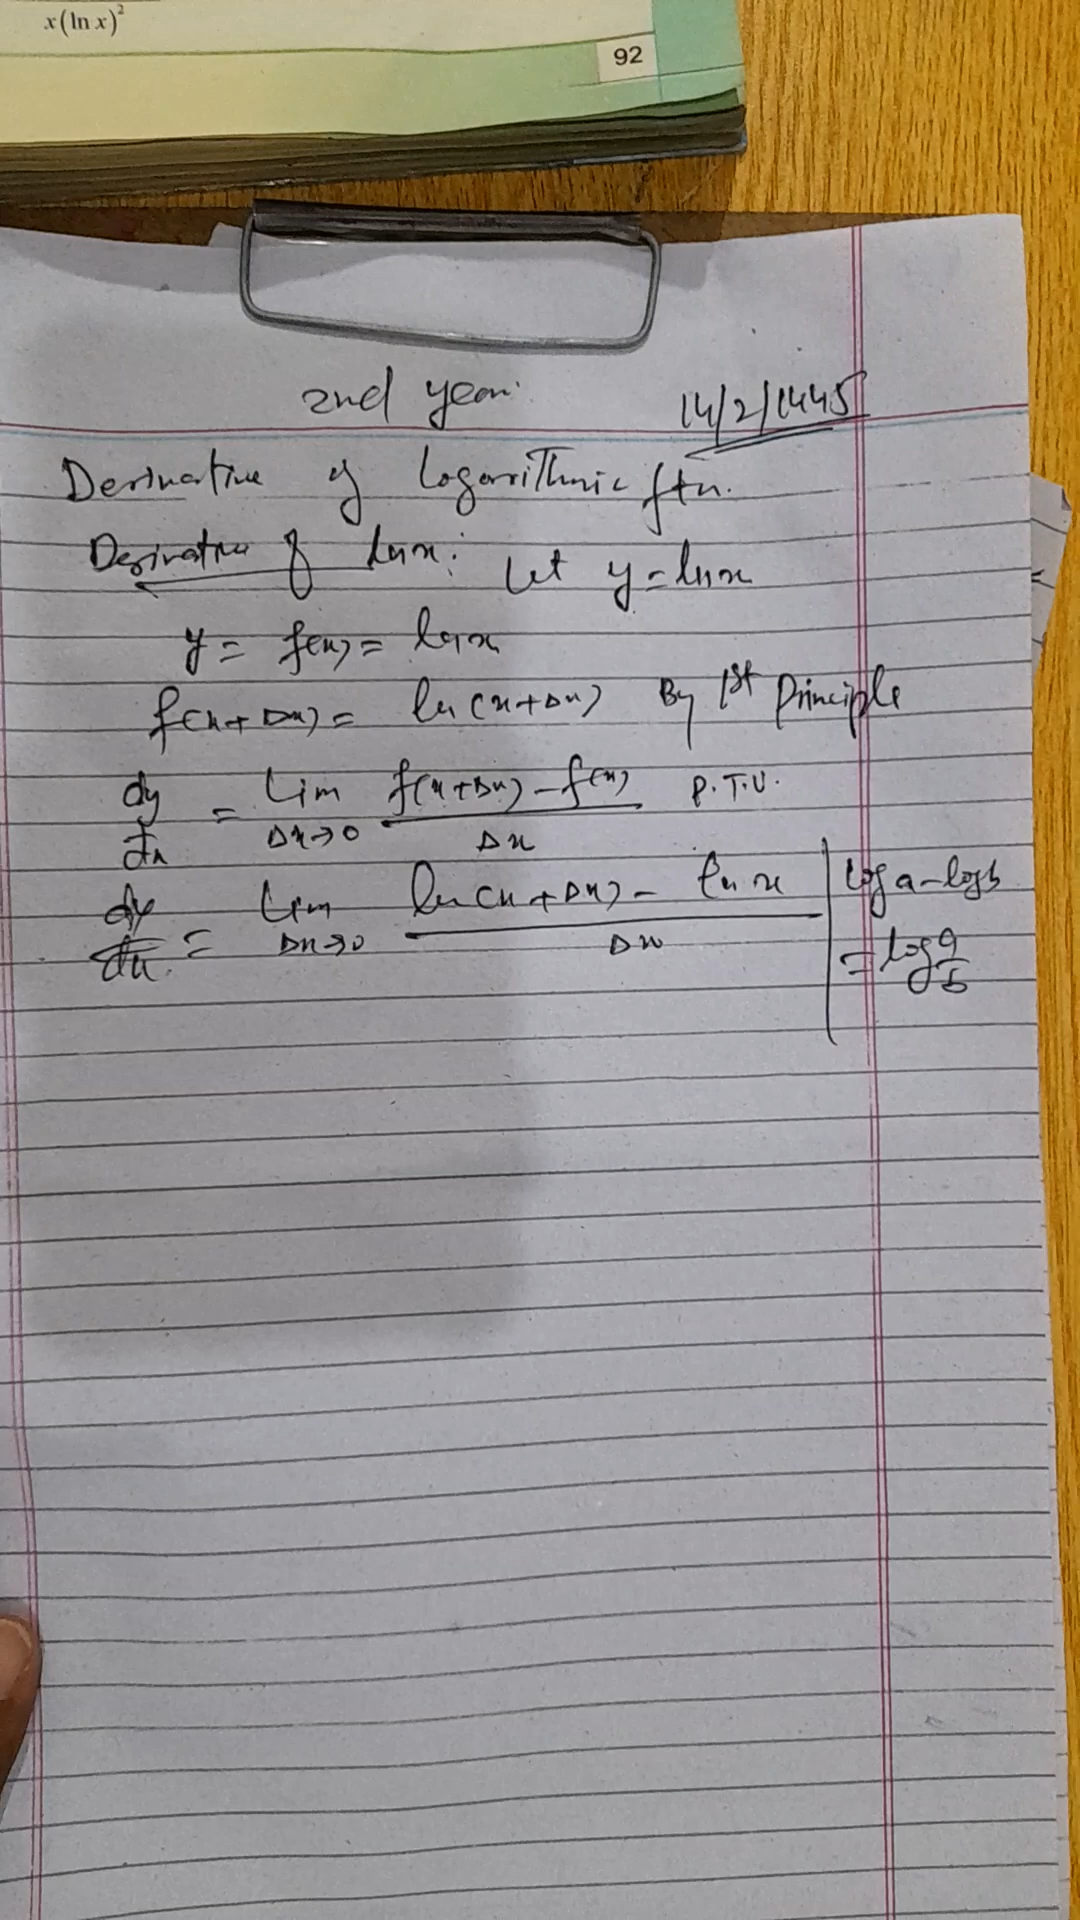 x(ln x)²
92
2nd year.
14/2/1445
Derivative of Logarithmic ftn.
Derivative of lnx: Let y = lnx
y = f(x) = lnx
f(x+Δx) = ln(x+Δx) By 1st Principle
dy/dx = Lim Δx→0 f(x+Δx) - f(x) / Δx P.T.V.
dy/dx = Lim Δx→0 ln(x+Δx) - ln x / Δx
log a - log b
= log a/b